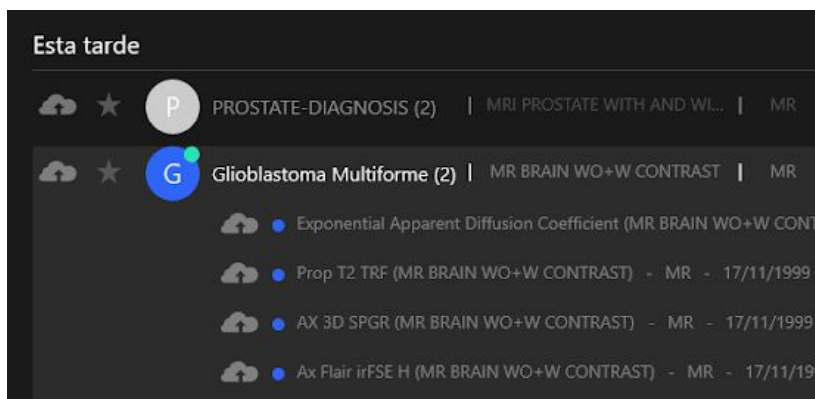 Esta tarde
P PROSTATE-DIAGNOSIS (2) | MRI PROSTATE WITH AND WI... | MR
G Glioblastoma Multiforme (2) | MR BRAIN WO+W CONTRAST | MR
Exponential Apparent Diffusion Coefficient (MR BRAIN WO+W CONT
Prop T2 TRF (MR BRAIN WO+W CONTRAST) - MR - 17/11/1999
AX 3D SPGR (MR BRAIN WO+W CONTRAST) - MR - 17/11/1999
Ax Flair irFSE H (MR BRAIN WO+W CONTRAST) - MR - 17/11/19